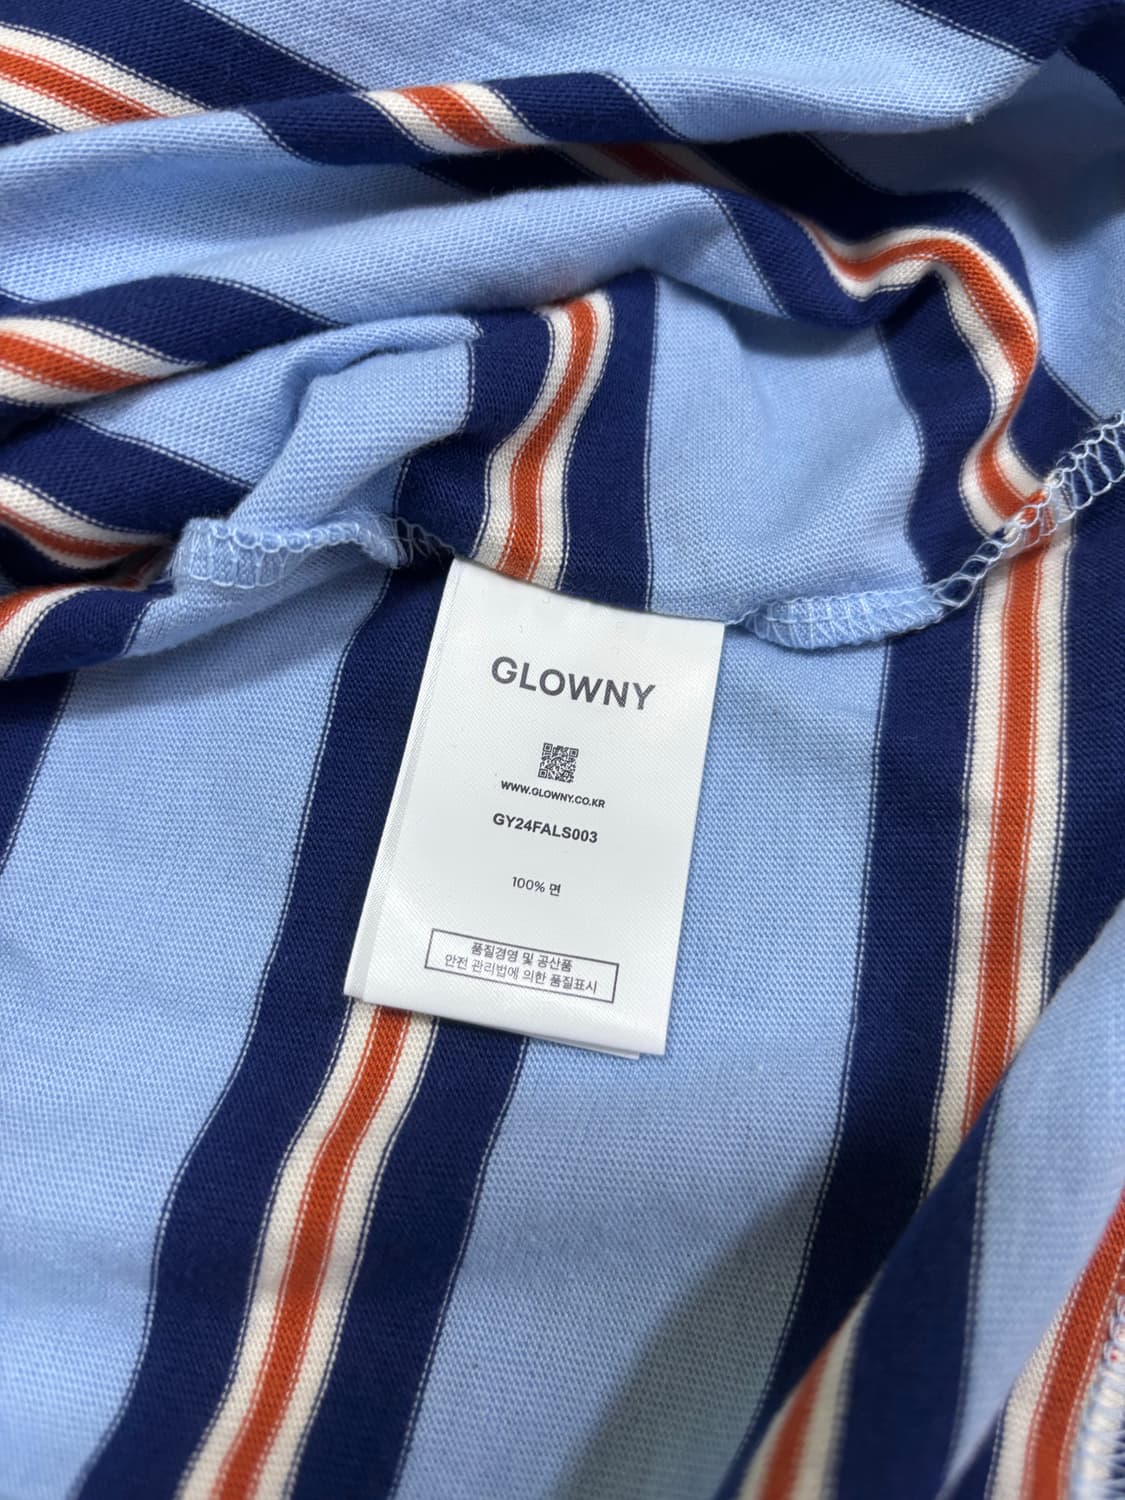 GLOWNY
WWW.GLOWNY.CO.KR
GY24FALS003
100% 면
품질경영 및 공산품
안전 관리법에 의한 품질표시